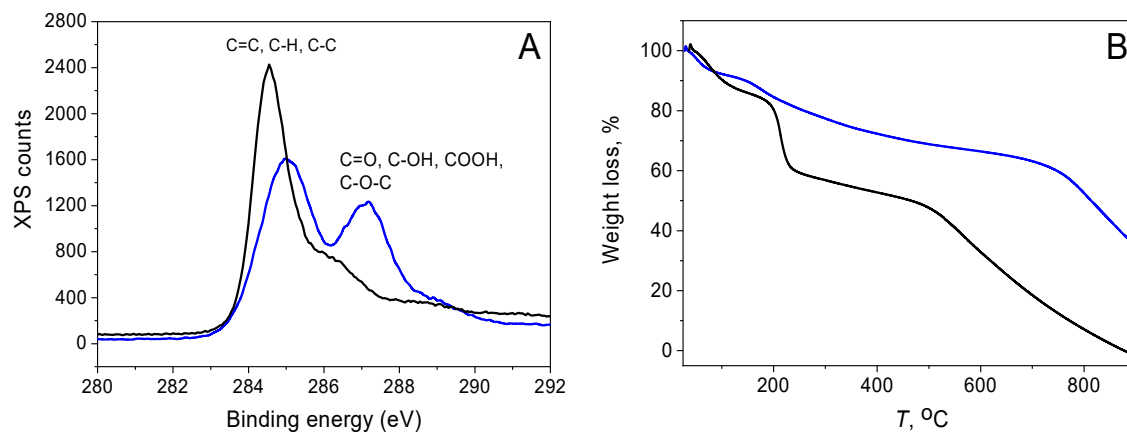 A
2800
2400
2000
1600
1200
800
400
0
XPS counts
C=C, C-H, C-C
C=O, C-OH, COOH,
C-O-C
280 282 284 286 288 290 292
Binding energy (eV)
B
100
80
60
40
20
0
Weight loss, %
200 400 600 800
T, °C